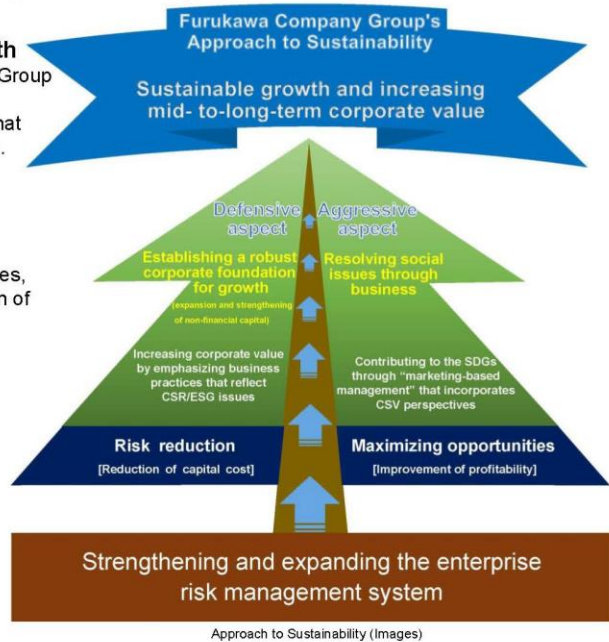 Furukawa Company Group's
Approach to Sustainability
Sustainable growth and increasing
mid- to-long-term corporate value
th
Group
hat
.
es,
n of
Defensive
aspect
Aggressive
aspect
Establishing a robust
corporate foundation
for growth
(expansion and strengthening
of non-financial capital)
Resolving social
issues through
business
Increasing corporate value
by emphasizing business
practices that reflect
CSR/ESG issues
Contributing to the SDGs
through "marketing-based
management" that incorporates
CSV perspectives
Risk reduction
[Reduction of capital cost]
Maximizing opportunities
[Improvement of profitability]
Strengthening and expanding the enterprise
risk management system
Approach to Sustainability (Images)